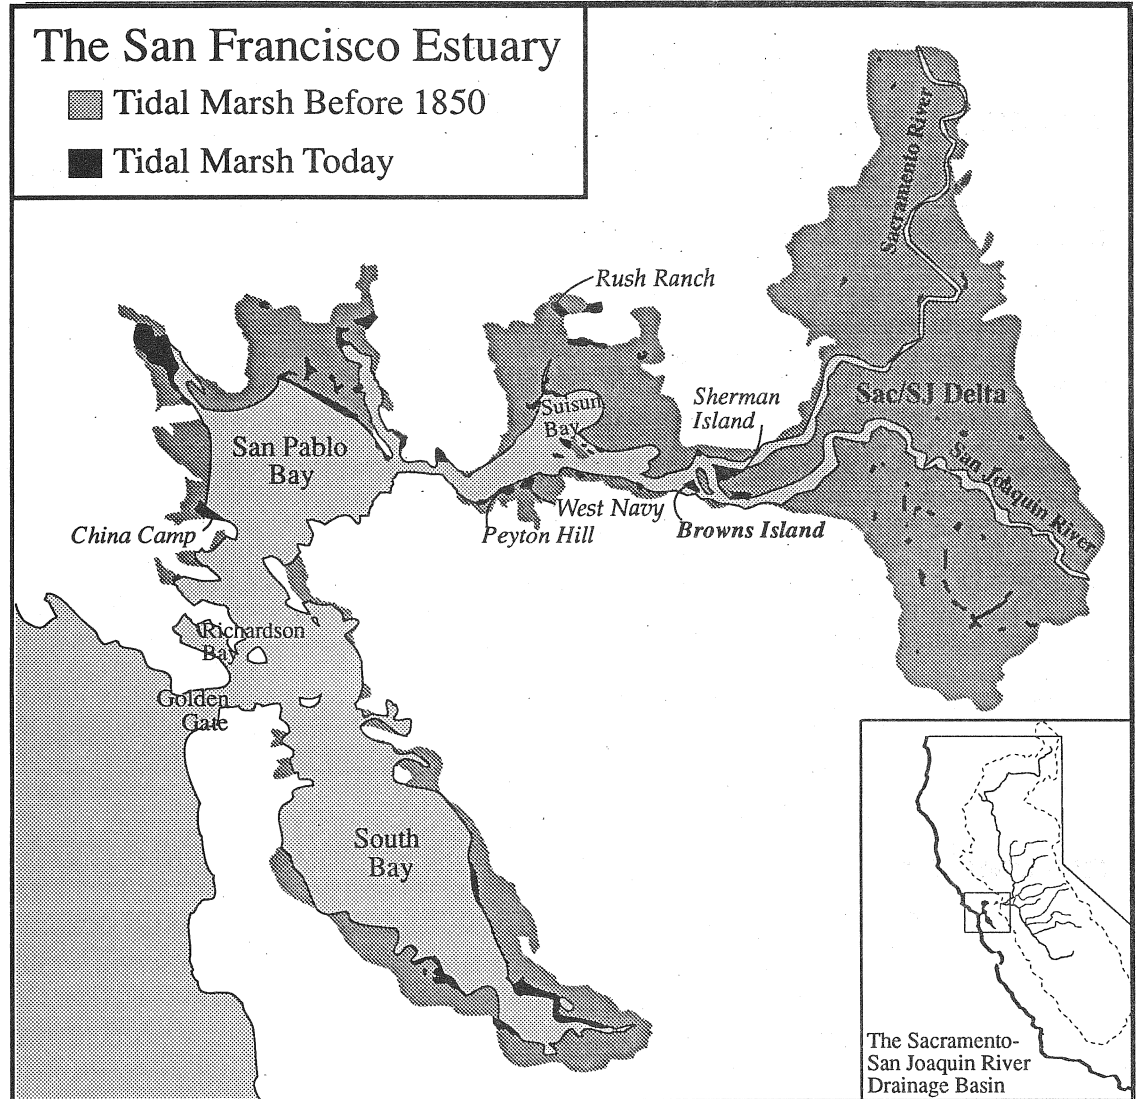 The San Francisco Estuary
Tidal Marsh Before 1850
Tidal Marsh Today
Sacramento River
Rush Ranch
Sherman
Island
Sac/SJ Delta
Suisun
Bay
San Pablo
Bay
San Joaquin River
West Navy
Peyton Hill
Browns Island
China Camp
Richardson
Bay
Golden
Gate
South
Bay
The Sacramento-
San Joaquin River
Drainage Basin